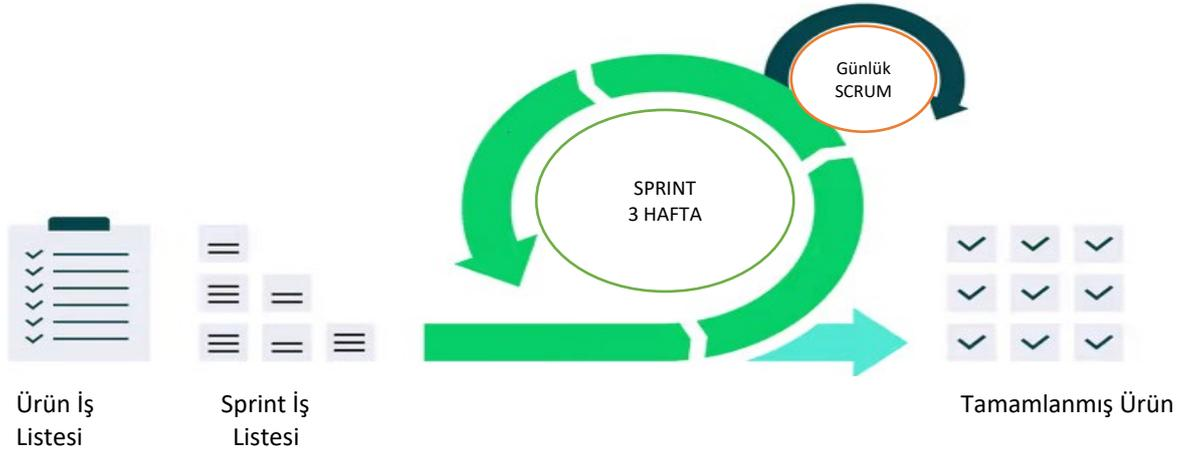 Günlük
SCRUM
SPRINT
3 HAFTA
Ürün İş
Listesi
Sprint İş
Listesi
Tamamlanmış Ürün